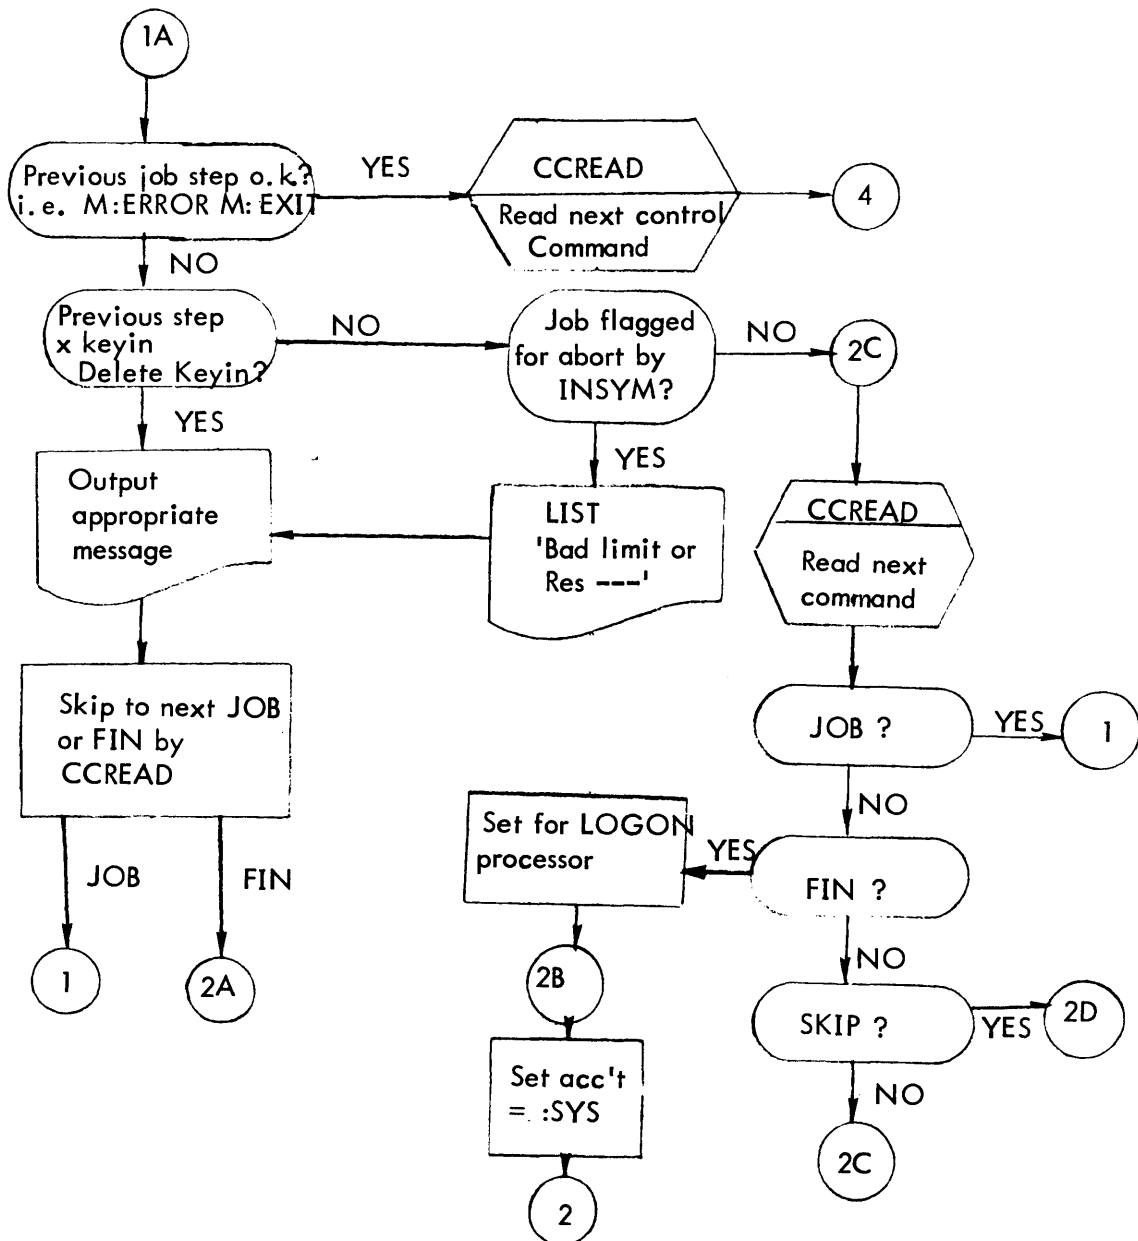 1A
Previous job step o.k.?
i.e. M:ERROR M:EXIT
YES
CCREAD
Read next control
Command
4
NO
Previous step
x keyin
Delete Keyin?
NO
Job flagged
for abort by
INSYM?
NO
2C
YES
Output
appropriate
message
YES
LIST
'Bad limit or
Res ---'
CCREAD
Read next
command
Skip to next JOB
or FIN by
CCREAD
JOB ?
YES
1
NO
Set for LOGON
processor
YES
FIN ?
JOB
FIN
NO
1
2A
2B
SKIP ?
YES
2D
Set acc't
= :SYS
NO
2C
2